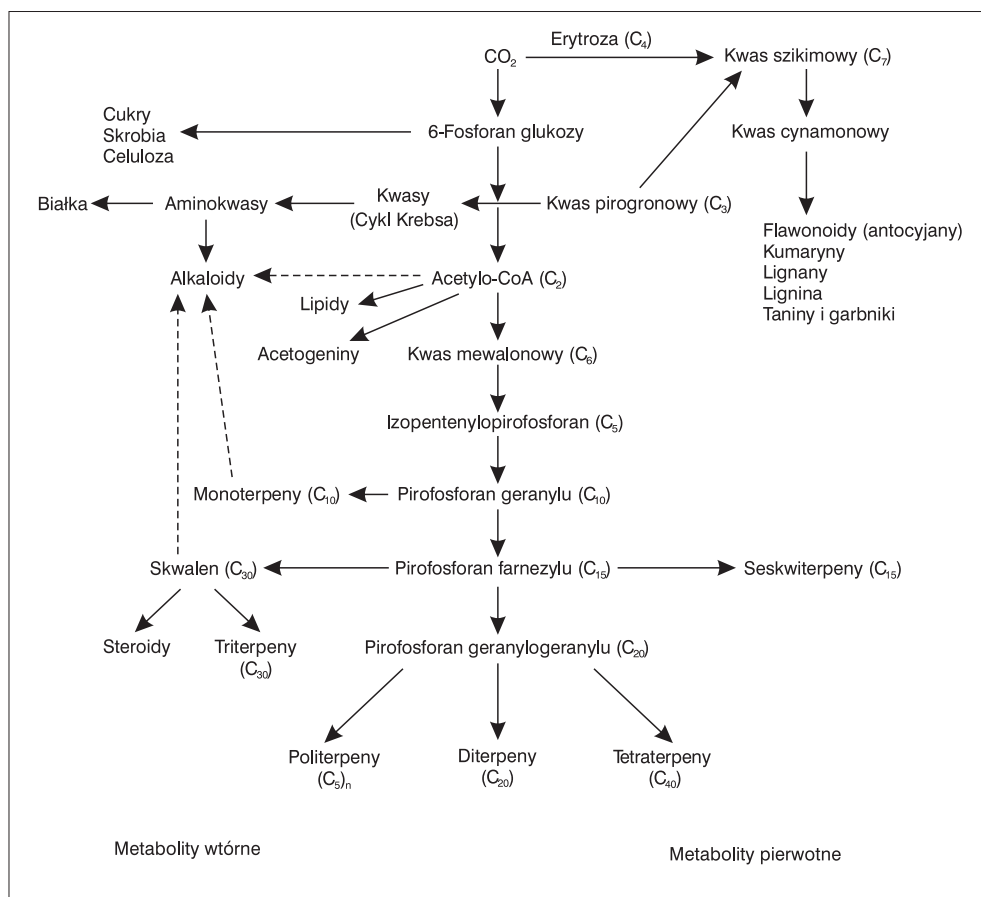 Erytroza (C₄)
CO₂
Kwas szikimowy (C₇)
Cukry
Skrobia
Celuloza
6-Fosforan glukozy
Kwas cynamonowy
Białka
Aminokwasy
Kwasy
(Cykl Krebsa)
Kwas pirogronowy (C₃)
Flawonoidy (antocyjany)
Kumaryny
Lignany
Lignina
Taniny i garbniki
Alkaloidy
Acetylo-CoA (C₂)
Lipidy
Acetogeniny
Kwas mewalonowy (C₆)
Izopentenylopirofosforan (C₅)
Monoterpeny (C₁₀)
Pirofosforan geranylu (C₁₀)
Skwalen (C₃₀)
Pirofosforan farnezylu (C₁₅)
Seskwiterpeny (C₁₅)
Steroidy
Triterpeny
(C₃₀)
Pirofosforan geranylogeranylu (C₂₀)
Politerpeny
(C₅)ₙ
Diterpeny
(C₂₀)
Tetraterpeny
(C₄₀)
Metabolity wtórne
Metabolity pierwotne